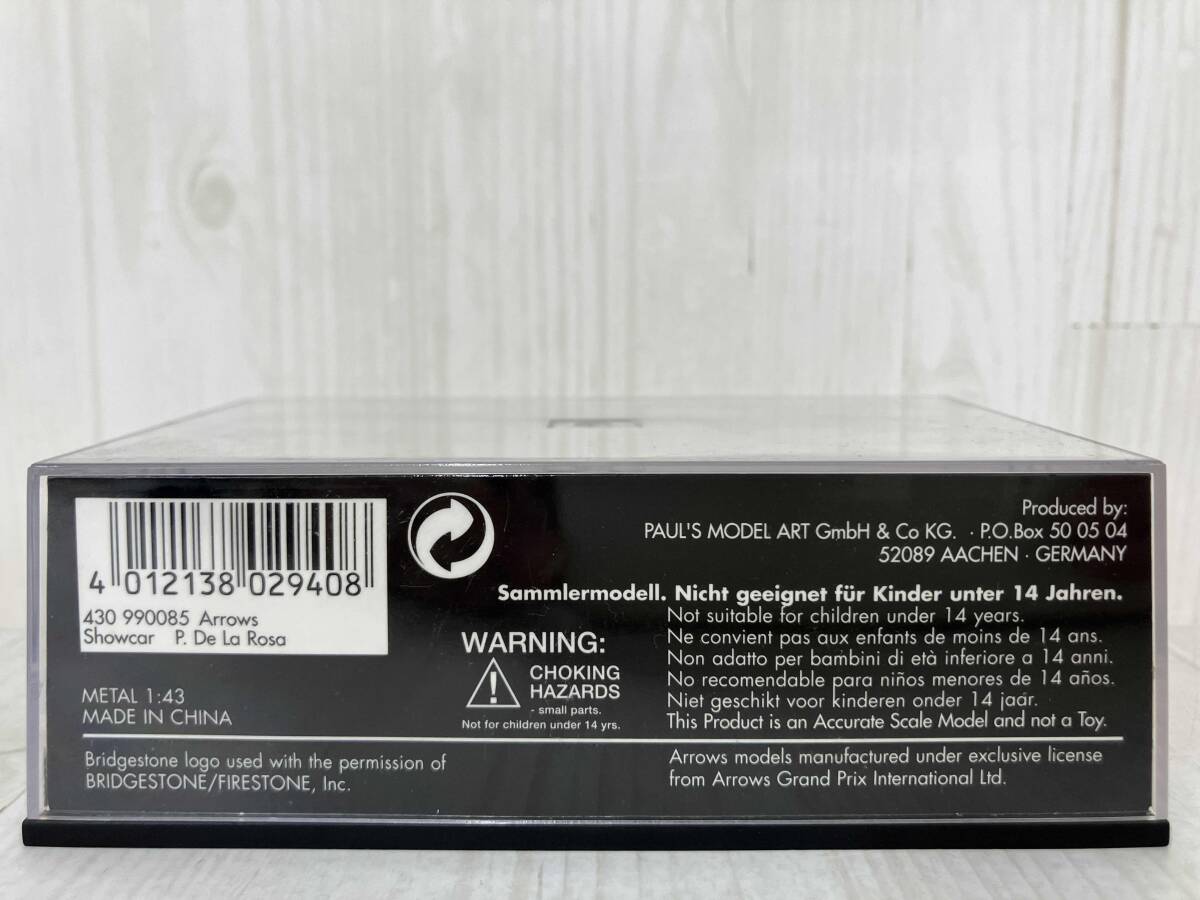 4 012138 029408
430 990085 Arrows
Showcar P. De La Rosa
METAL 1:43
MADE IN CHINA
Produced by:
PAUL'S MODEL ART GmbH & Co KG. · P.O.Box 50 05 04
52089 AACHEN · GERMANY
Sammlermodell. Nicht geeignet für Kinder unter 14 Jahren.
Not suitable for children under 14 years.
Ne convient pas aux enfants de moins de 14 ans.
Non adatto per bambini di età inferiore a 14 anni.
No recomendable para niños menores de 14 años.
Niet geschikt voor kinderen onder 14 jaar.
This Product is an Accurate Scale Model and not a Toy.
WARNING:
CHOKING
HAZARDS
- small parts.
Not for children under 14 yrs.
Bridgestone logo used with the permission of
BRIDGESTONE/FIRESTONE, Inc.
Arrows models manufactured under exclusive license
from Arrows Grand Prix International Ltd.